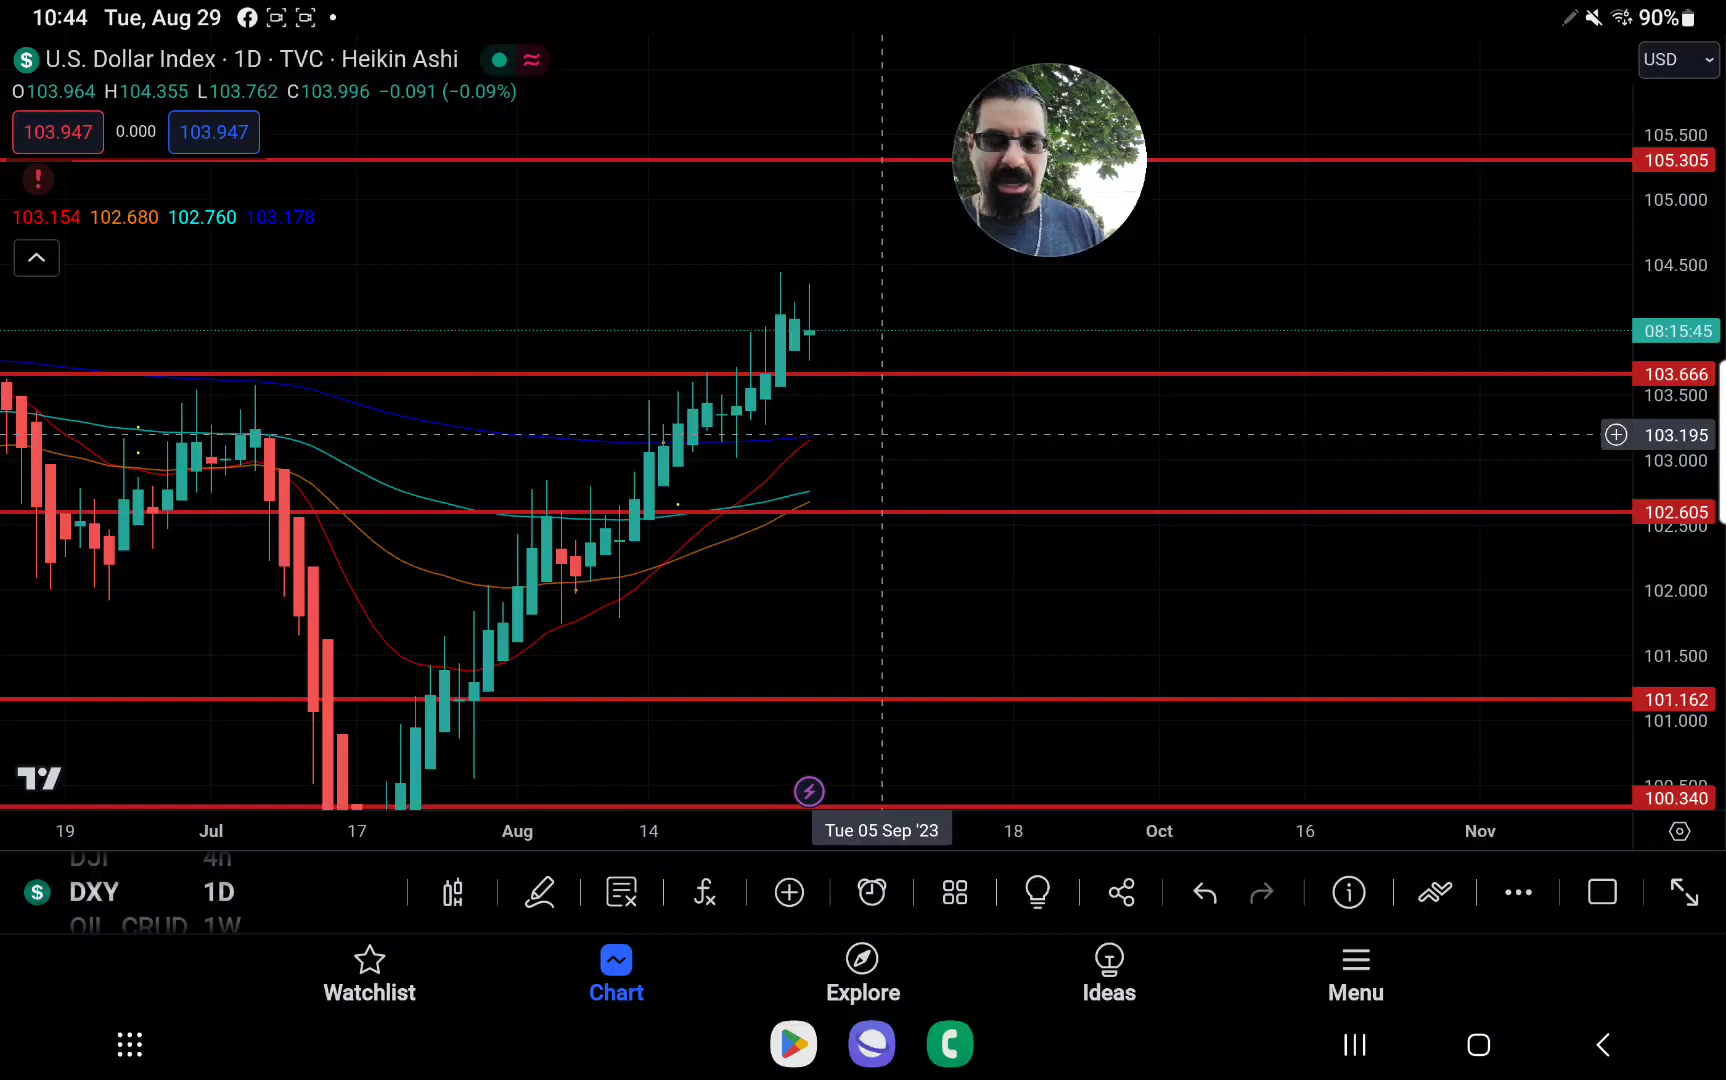 10:44 Tue, Aug 29 90%
U.S. Dollar Index · 1D · TVC · Heikin Ashi
USD
O103.964 H104.355 L103.762 C103.996 −0.091 (−0.09%)
103.947 0.000 103.947
105.500
105.305
105.000
103.154 102.680 102.760 103.178
104.500
08:15:45
103.666
103.500
103.195
103.000
102.605
102.500
102.000
101.500
101.162
101.000
100.500
100.340
19 Jul 17 Aug 14 Tue 05 Sep '23 18 Oct 16 Nov
DJI 4h
DXY 1D
OIL_CRUD 1W
Watchlist Chart Explore Ideas Menu